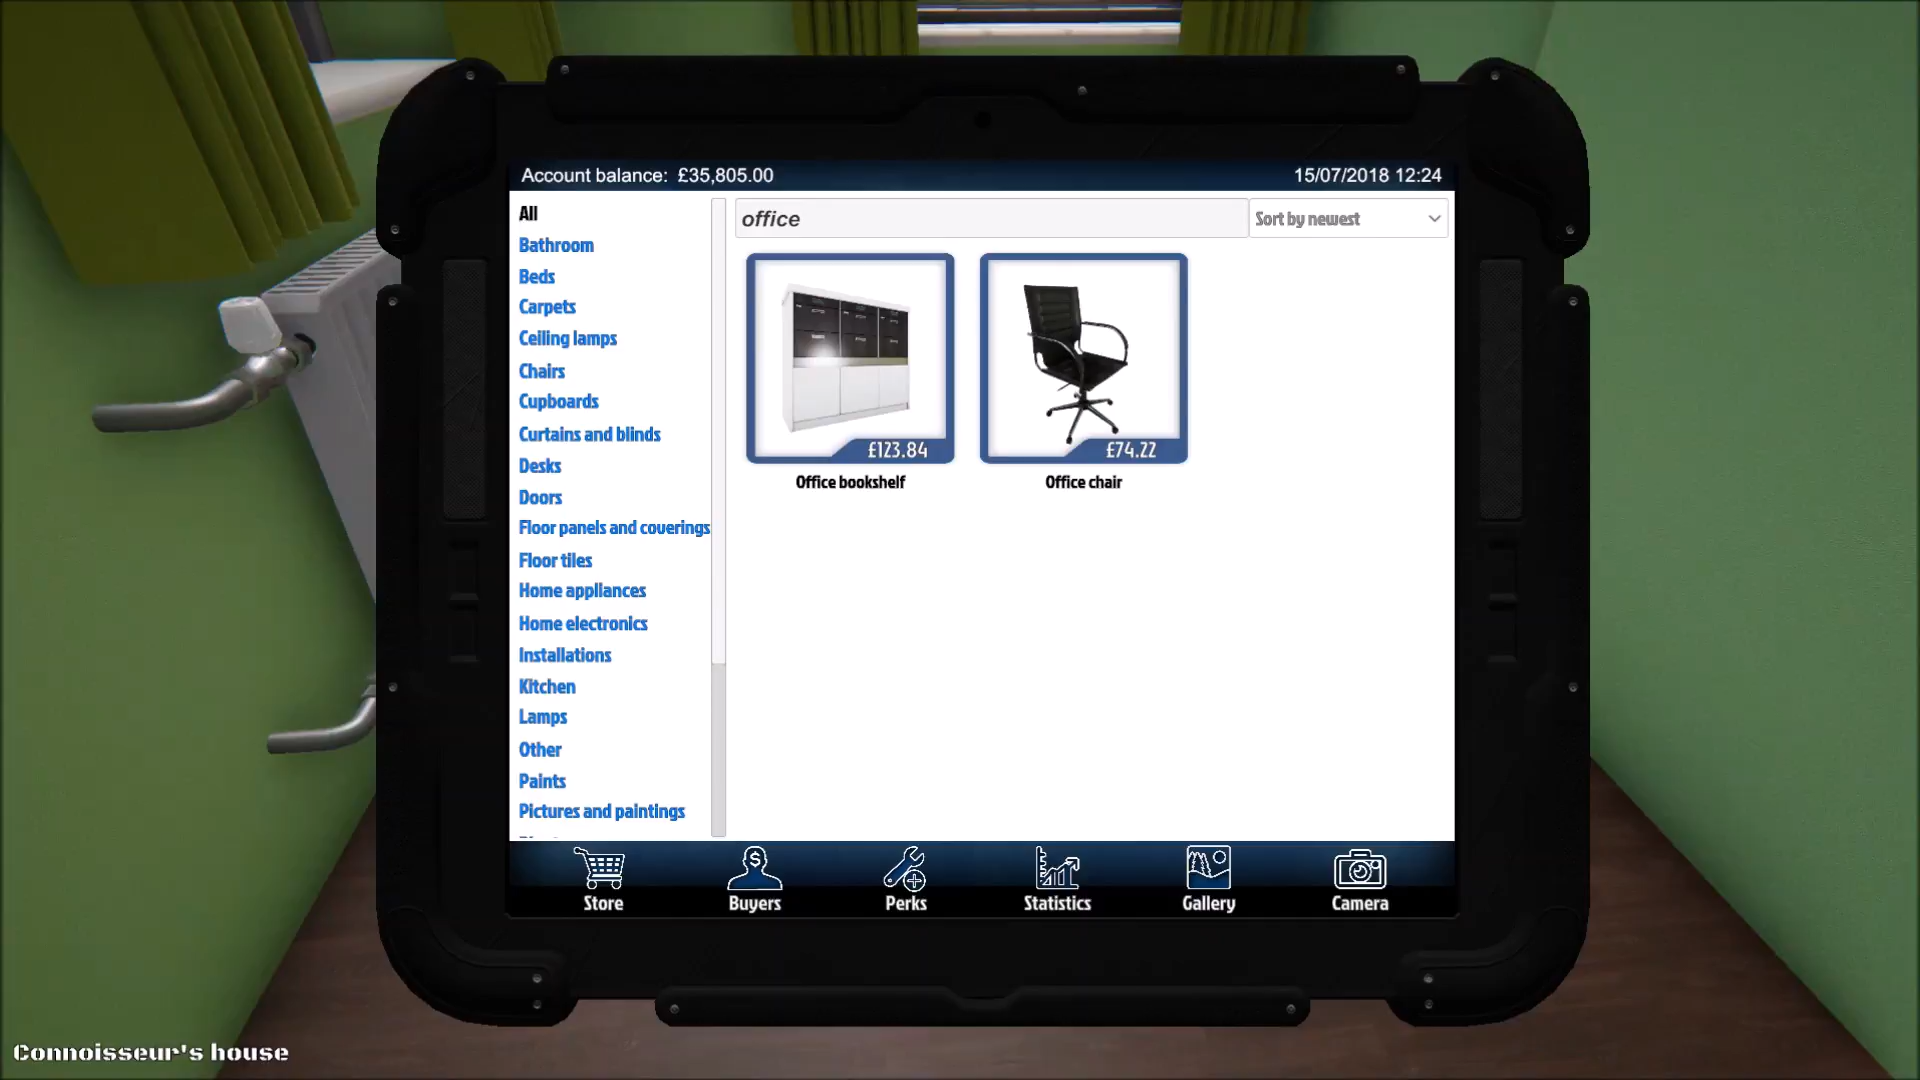 Account balance: £35,805.00
15/07/2018 12:24
All
Bathroom
Beds
Carpets
Ceiling lamps
Chairs
Cupboards
Curtains and blinds
Desks
Doors
Floor panels and coverings
Floor tiles
Home appliances
Home electronics
Installations
Kitchen
Lamps
Other
Paints
Pictures and paintings
office
Sort by newest
£123.84
Office bookshelf
£74.22
Office chair
Store
Buyers
Perks
Statistics
Gallery
Camera
Connoisseur's house